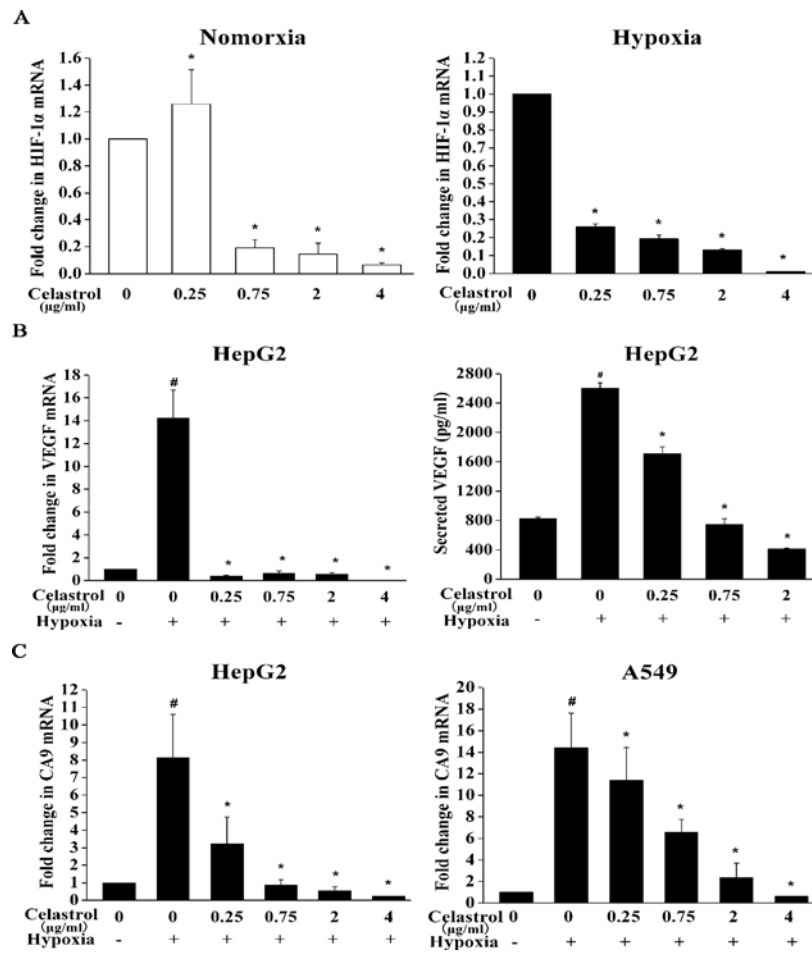 A
Nomorxia
Hypoxia
Fold change in HIF-1α mRNA
1.6
1.4
1.2
1.0
0.8
0.6
0.4
0.2
0.0
Celastrol 0 0.25 0.75 2 4
(μg/ml)
Fold change in HIF-1α mRNA
1.2
1.1
1.0
0.9
0.8
0.7
0.6
0.5
0.4
0.3
0.2
0.1
0.0
Celastrol 0 0.25 0.75 2 4
(μg/ml)
* * * *
* * * *
B
HepG2
HepG2
Fold change in VEGF mRNA
18
16
14
12
10
8
6
4
2
0
# * * * *
Celastrol 0 0 0.25 0.75 2 4
(μg/ml)
Hypoxia - + + + + +
Secreted VEGF (pg/ml)
2800
2400
2000
1600
1200
800
400
0
# * * *
Celastrol 0 0 0.25 0.75 2
(μg/ml)
Hypoxia - + + + +
C
HepG2
A549
Fold change in CA9 mRNA
12
11
10
9
8
7
6
5
4
3
2
1
0
# * * * *
Celastrol 0 0 0.25 0.75 2 4
(μg/ml)
Hypoxia - + + + + +
Fold change in CA9 mRNA
20
18
16
14
12
10
8
6
4
2
0
# * * * *
Celastrol 0 0 0.25 0.75 2 4
(μg/ml)
Hypoxia - + + + + +